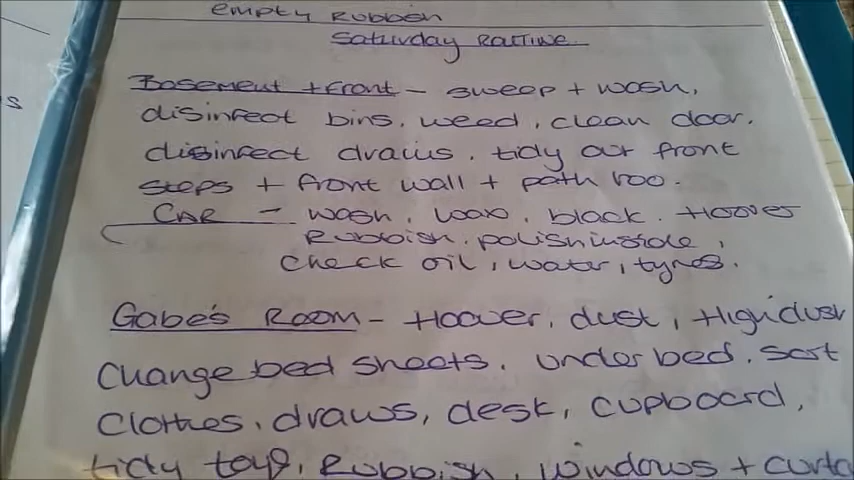 empty Rubbish
Saturday Routine
Basement + front - sweep + wash,
disinfect bins, weed, clean door.
disinfect drains, tidy our front
steps + front wall + path too.
CAR - wash, wax, black. Hoover
Rubbish. polish inside,
check oil, water, tyres.
Gabe's Room - Hoover, dust, High dust
Change bed sheets. under bed. sort
clothes, draws, desk, cupboard,
tidy toys, Rubbish, windows +
s